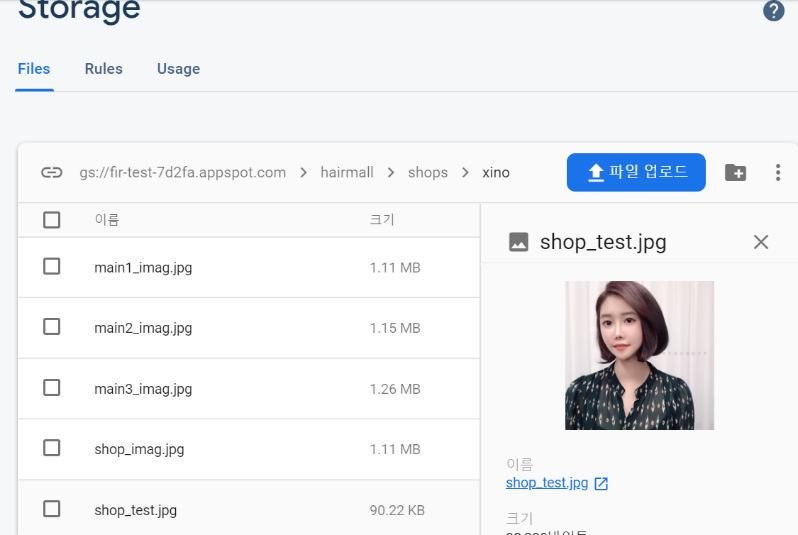 Storage
Files Rules Usage
gs://fir-test-7d2fa.appspot.com > hairmall > shops > xino
파일 업로드
이름 크기
shop_test.jpg
main1_imag.jpg 1.11 MB
main2_imag.jpg 1.15 MB
main3_imag.jpg 1.26 MB
shop_imag.jpg 1.11 MB
이름
shop_test.jpg
shop_test.jpg 90.22 KB
크기